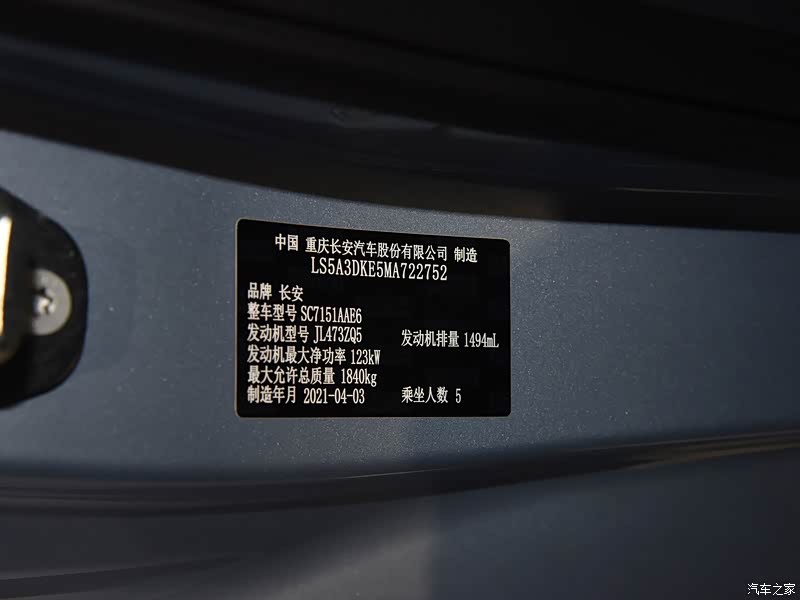 中国 重庆长安汽车股份有限公司 制造
LS5A3DKE5MA722752
品牌 长安
整车型号 SC7151AAE6
发动机型号 JL473ZQ5 发动机排量 1494mL
发动机最大净功率 123kW
最大允许总质量 1840kg
制造年月 2021-04-03 乘坐人数 5
汽车之家